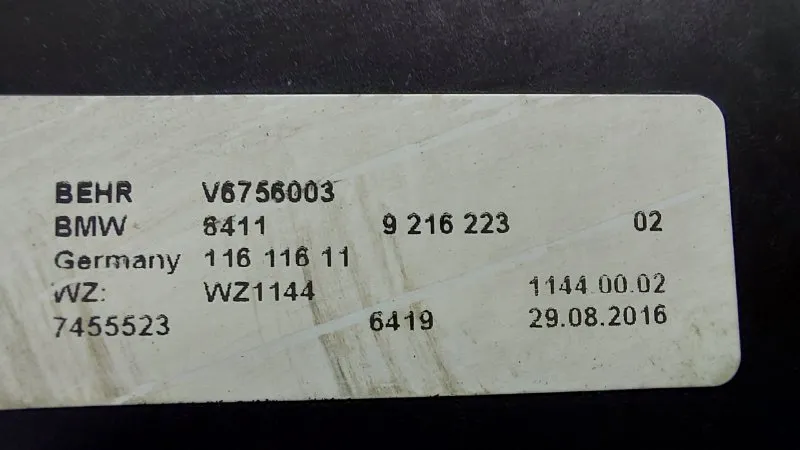 BEHR V6756003
BMW 6411 9 216 223 02
Germany 116 116 11
WZ: WZ1144 1144.00.02
7455523 6419 29.08.2016